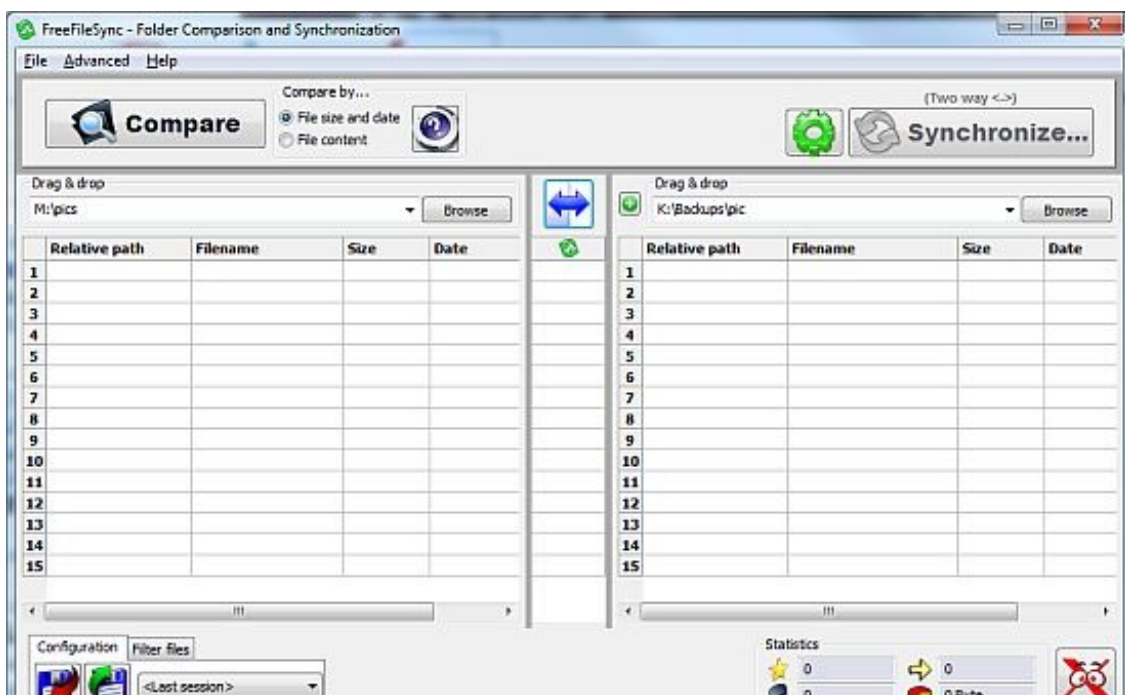 FreeFileSync - Folder Comparison and Synchronization
File Advanced Help
Compare
Compare by...
File size and date
File content
(Two way <->)
Synchronize...
Drag & drop
M:\pics
Browse
Drag & drop
K:\Backups\pic
Browse
Relative path Filename Size Date
Relative path Filename Size Date
1 1
2 2
3 3
4 4
5 5
6 6
7 7
8 8
9 9
10 10
11 11
12 12
13 13
14 14
15 15
Configuration Filter files
<Last session>
Statistics
0 0
0 0 Byte